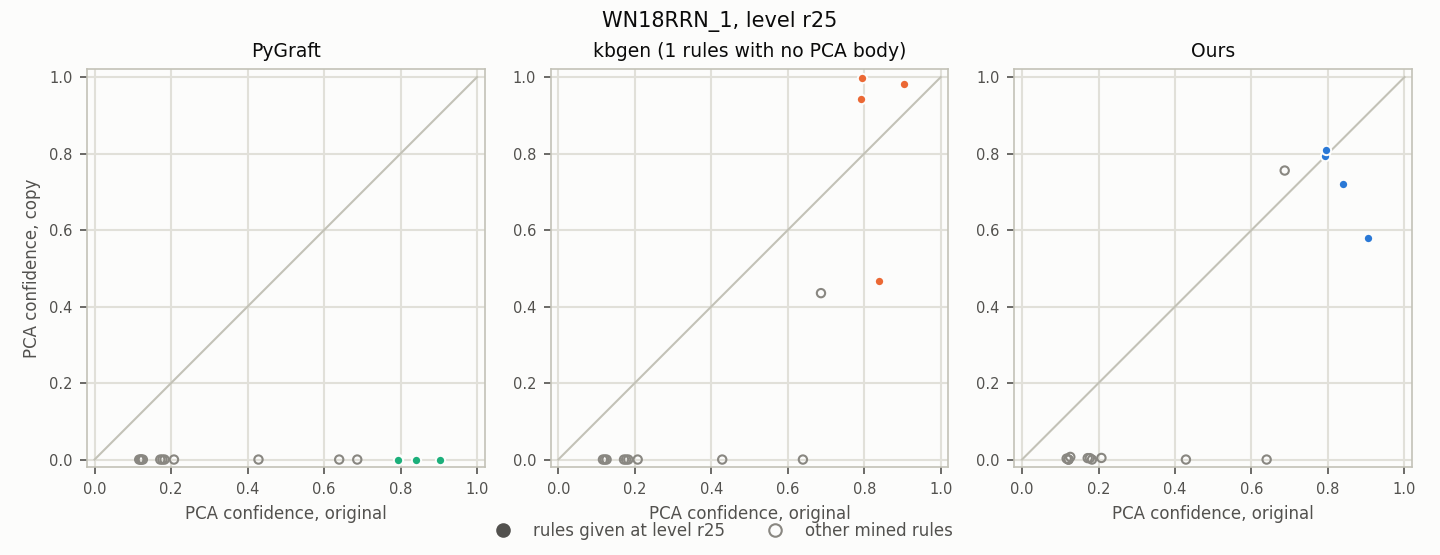 WN18RRN_1, level r25
PyGraft
kbgen (1 rules with no PCA body)
Ours
PCA confidence, copy
1.0
0.8
0.6
0.4
0.2
0.0
0.0 0.2 0.4 0.6 0.8 1.0
PCA confidence, original
1.0
0.8
0.6
0.4
0.2
0.0
0.0 0.2 0.4 0.6 0.8 1.0
PCA confidence, original
1.0
0.8
0.6
0.4
0.2
0.0
0.0 0.2 0.4 0.6 0.8 1.0
PCA confidence, original
rules given at level r25
other mined rules